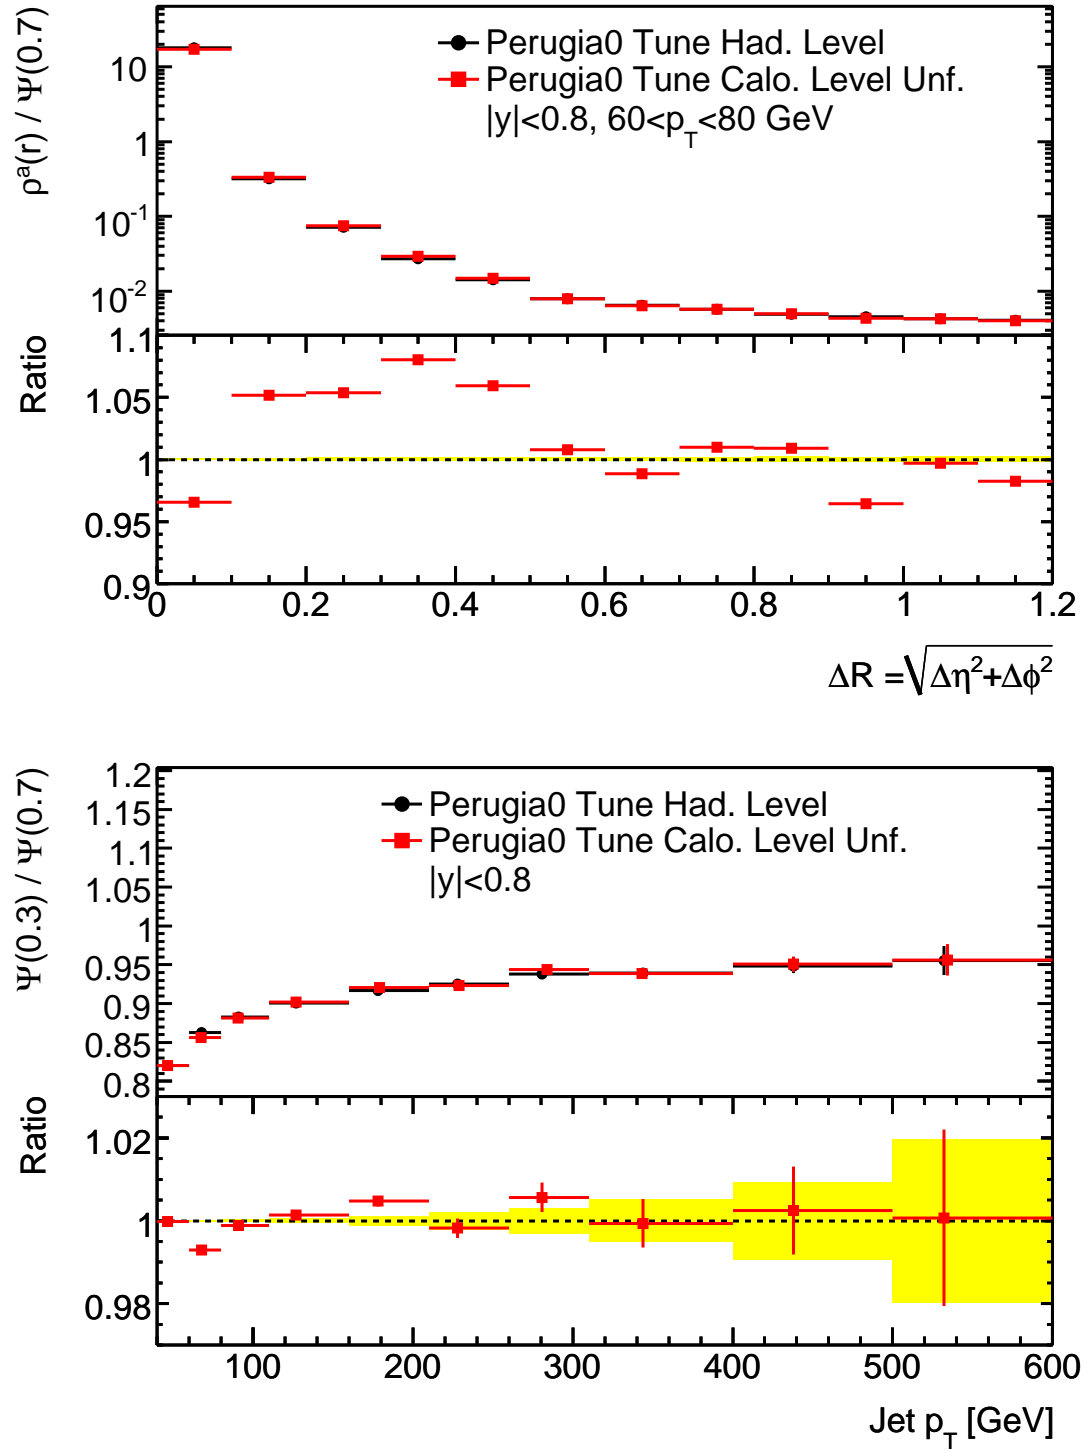 ρᵃ(r) / Ψ(0.7)
Perugia0 Tune Had. Level
Perugia0 Tune Calo. Level Unf.
|y|<0.8, 60<p_T<80 GeV
10
1
10⁻¹
10⁻²
Ratio
1.1
1.05
1
0.95
0.9
0 0.2 0.4 0.6 0.8 1 1.2
ΔR = √Δη²+Δϕ²
Ψ(0.3) / Ψ(0.7)
Perugia0 Tune Had. Level
Perugia0 Tune Calo. Level Unf.
|y|<0.8
1.2
1.15
1.1
1.05
1
0.95
0.9
0.85
0.8
Ratio
1.02
1
0.98
100 200 300 400 500 600
Jet p_T [GeV]